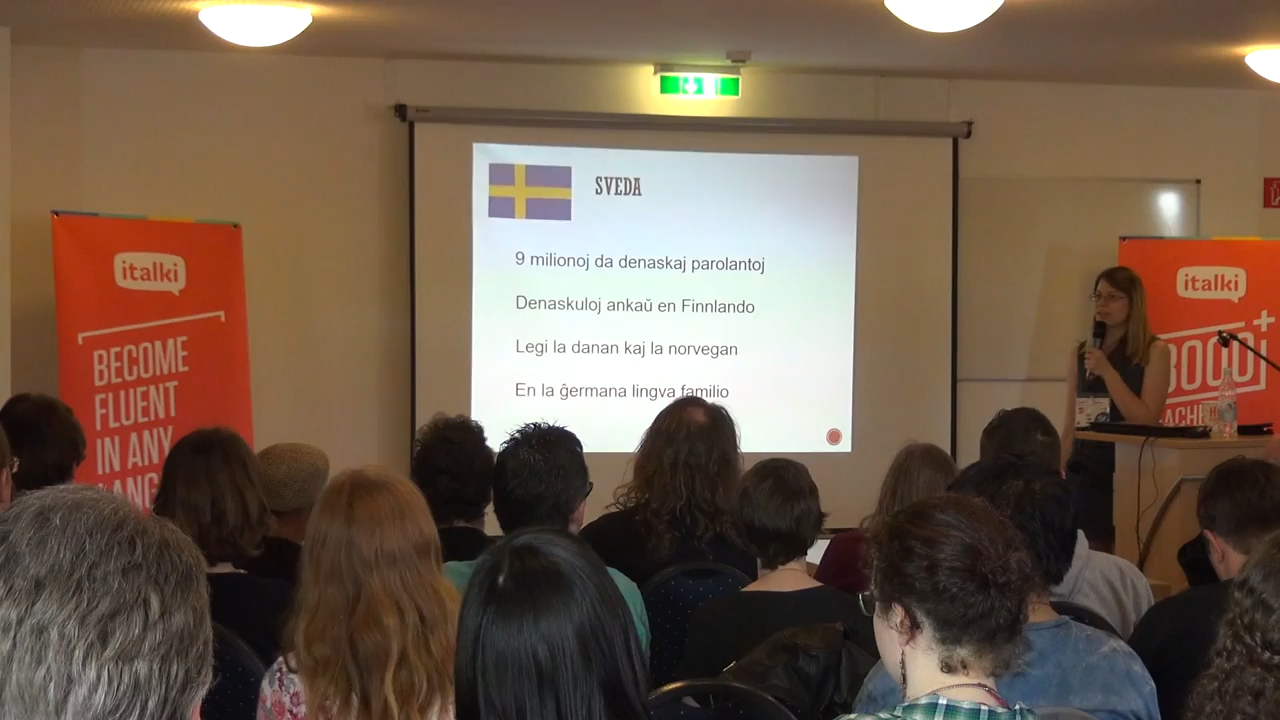 SVEDA
9 milionoj da denaskaj parolantoj
Denaskuloj ankaŭ en Finnlando
Legi la danan kaj la norvegan
En la ĝermana lingva familio
italki
BECOME
FLUENT
IN ANY
italki
3000+